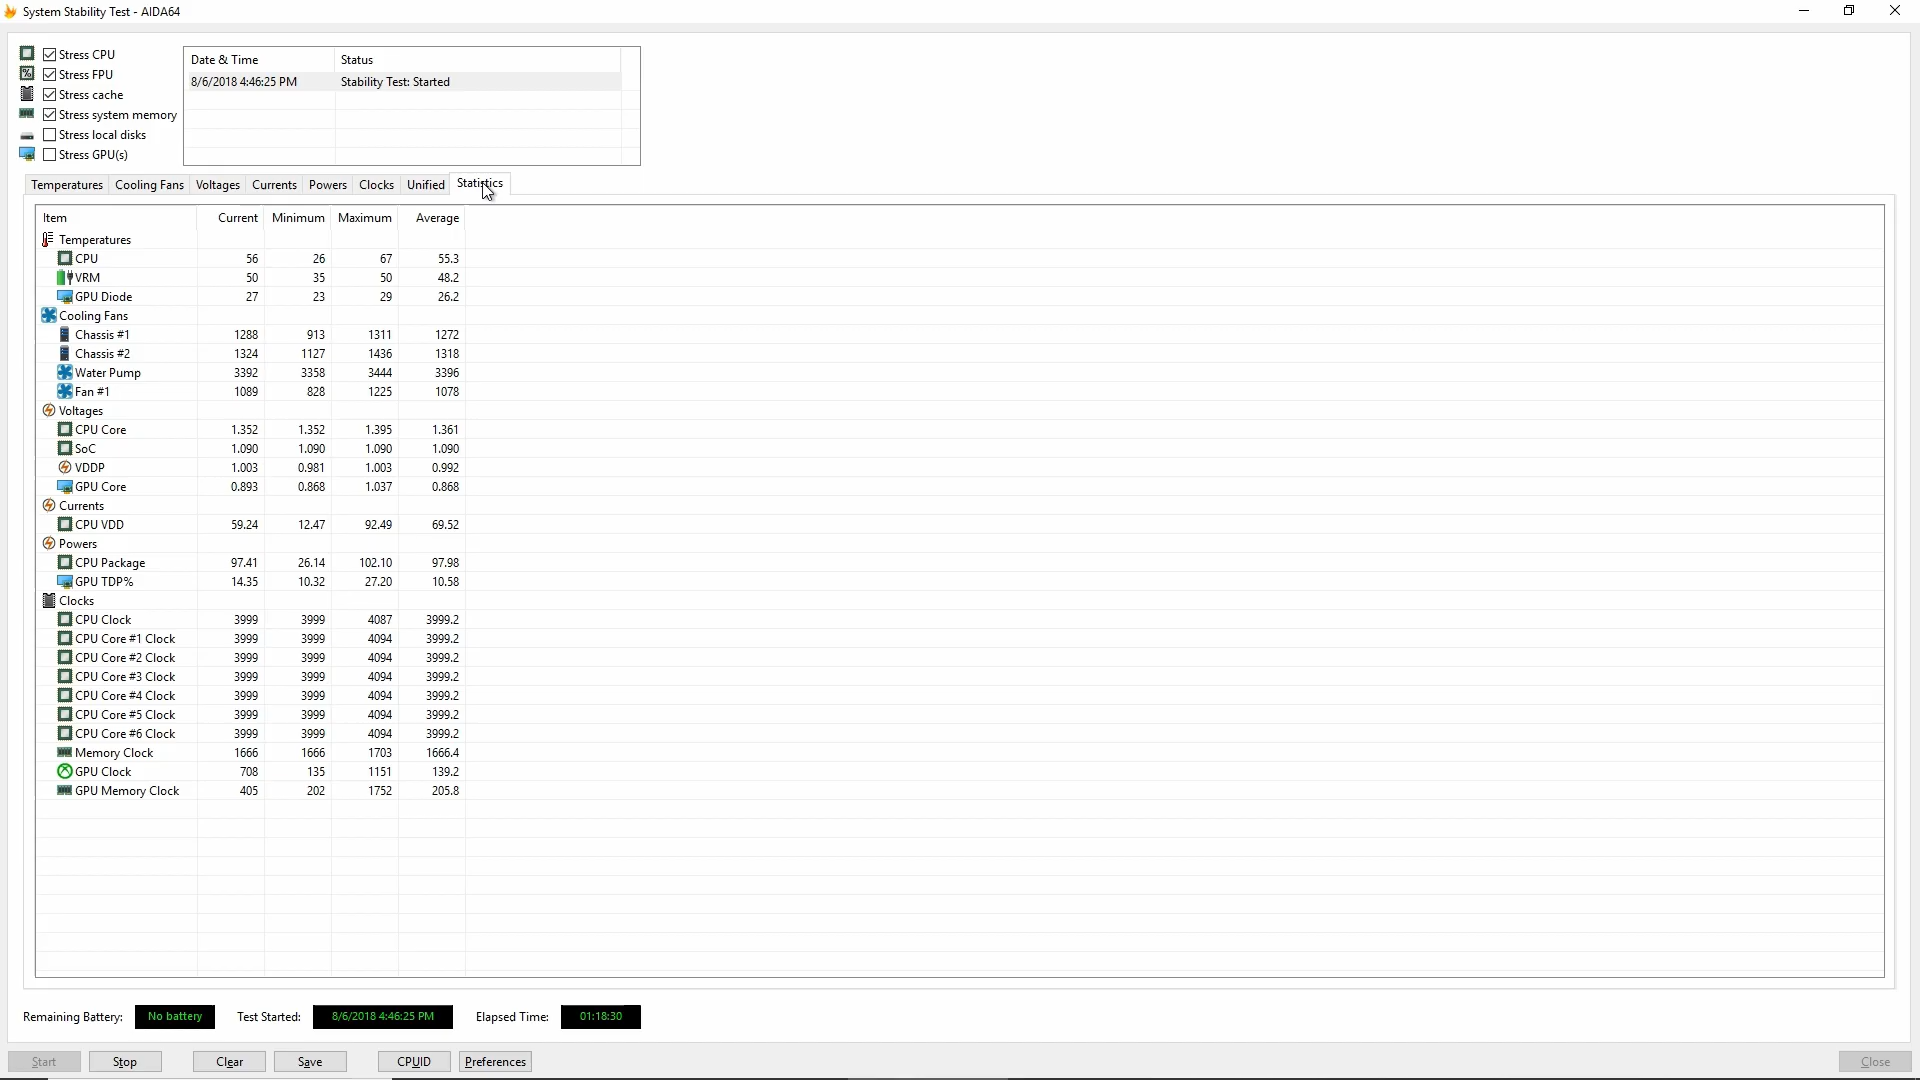 System Stability Test - AIDA64
Stress CPU
Stress FPU
Stress cache
Stress system memory
Stress local disks
Stress GPU(s)
Date & Time Status
8/6/2018 4:46:25 PM Stability Test: Started
Temperatures Cooling Fans Voltages Currents Powers Clocks Unified Statistics
Item Current Minimum Maximum Average
Temperatures
CPU 56 26 67 55.3
VRM 50 35 50 48.2
GPU Diode 27 23 29 26.2
Cooling Fans
Chassis #1 1288 913 1311 1272
Chassis #2 1324 1127 1436 1318
Water Pump 3392 3358 3444 3396
Fan #1 1089 828 1225 1078
Voltages
CPU Core 1.352 1.352 1.395 1.361
SoC 1.090 1.090 1.090 1.090
VDDP 1.003 0.981 1.003 0.992
GPU Core 0.893 0.868 1.037 0.868
Currents
CPU VDD 59.24 12.47 92.49 69.52
Powers
CPU Package 97.41 26.14 102.10 97.98
GPU TDP% 14.35 10.32 27.20 10.58
Clocks
CPU Clock 3999 3999 4087 3999.2
CPU Core #1 Clock 3999 3999 4094 3999.2
CPU Core #2 Clock 3999 3999 4094 3999.2
CPU Core #3 Clock 3999 3999 4094 3999.2
CPU Core #4 Clock 3999 3999 4094 3999.2
CPU Core #5 Clock 3999 3999 4094 3999.2
CPU Core #6 Clock 3999 3999 4094 3999.2
Memory Clock 1666 1666 1703 1666.4
GPU Clock 708 135 1151 139.2
GPU Memory Clock 405 202 1752 205.8
Remaining Battery: No battery Test Started: 8/6/2018 4:46:25 PM Elapsed Time: 01:18:30
Start Stop Clear Save CPUID Preferences Close